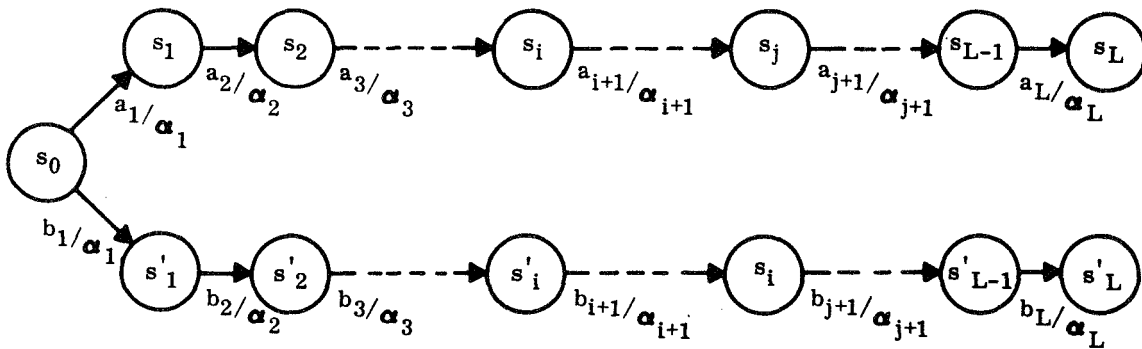 s1 s2 si sj sL-1 sL
a2/α2 a3/α3 ai+1/αi+1 aj+1/αj+1 aL/αL
a1/α1
s0
b1/α1
s'1 s'2 s'i si s'L-1 s'L
b2/α2 b3/α3 bi+1/αi+1 bj+1/αj+1 bL/αL